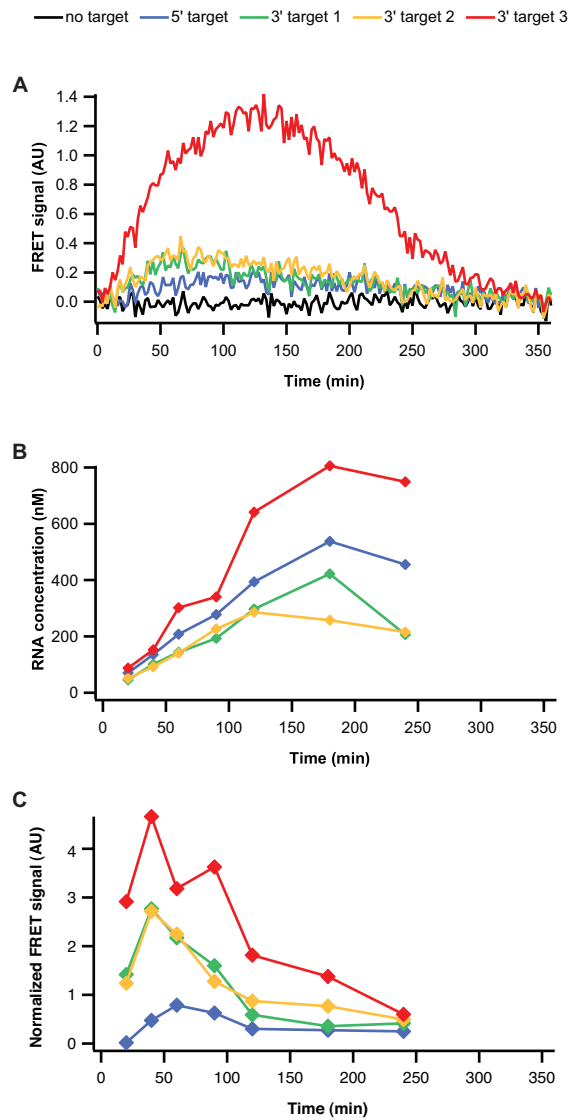 no target 5' target 3' target 1 3' target 2 3' target 3
A
FRET signal (AU)
1.4
1.2
1.0
0.8
0.6
0.4
0.2
0.0
0 50 100 150 200 250 300 350
Time (min)
B
RNA concentration (nM)
800
600
400
200
0
0 50 100 150 200 250 300 350
Time (min)
C
Normalized FRET signal (AU)
4
3
2
1
0
0 50 100 150 200 250 300 350
Time (min)